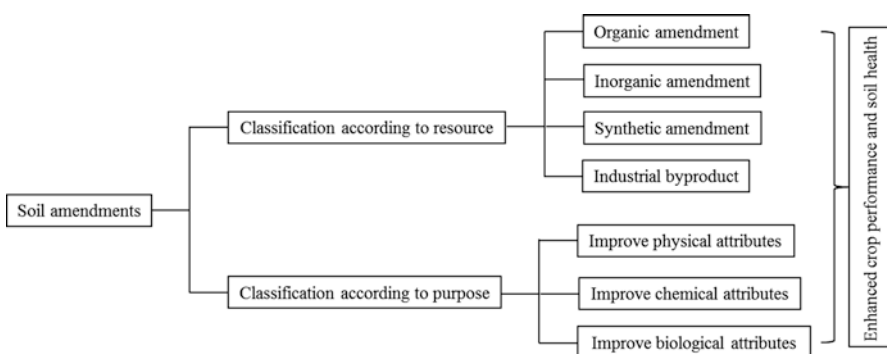 Organic amendment
Inorganic amendment
Classification according to resource
Synthetic amendment
Industrial byproduct
Soil amendments
Improve physical attributes
Classification according to purpose
Improve chemical attributes
Improve biological attributes
Enhanced crop performance and soil health